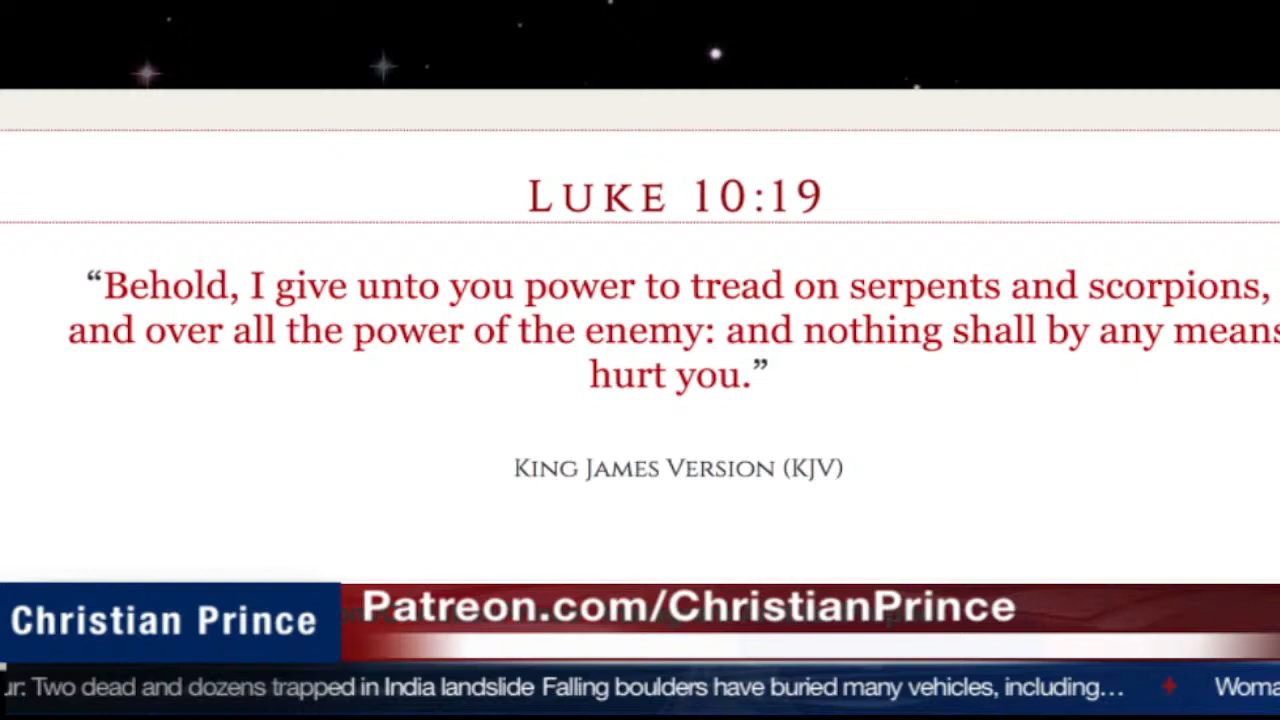 LUKE 10:19
“Behold, I give unto you power to tread on serpents and scorpions,
and over all the power of the enemy: and nothing shall by any means
hurt you.”
KING JAMES VERSION (KJV)
Christian Prince
Patreon.com/ChristianPrince
ur: Two dead and dozens trapped in India landslide Falling boulders have buried many vehicles, including... Woma